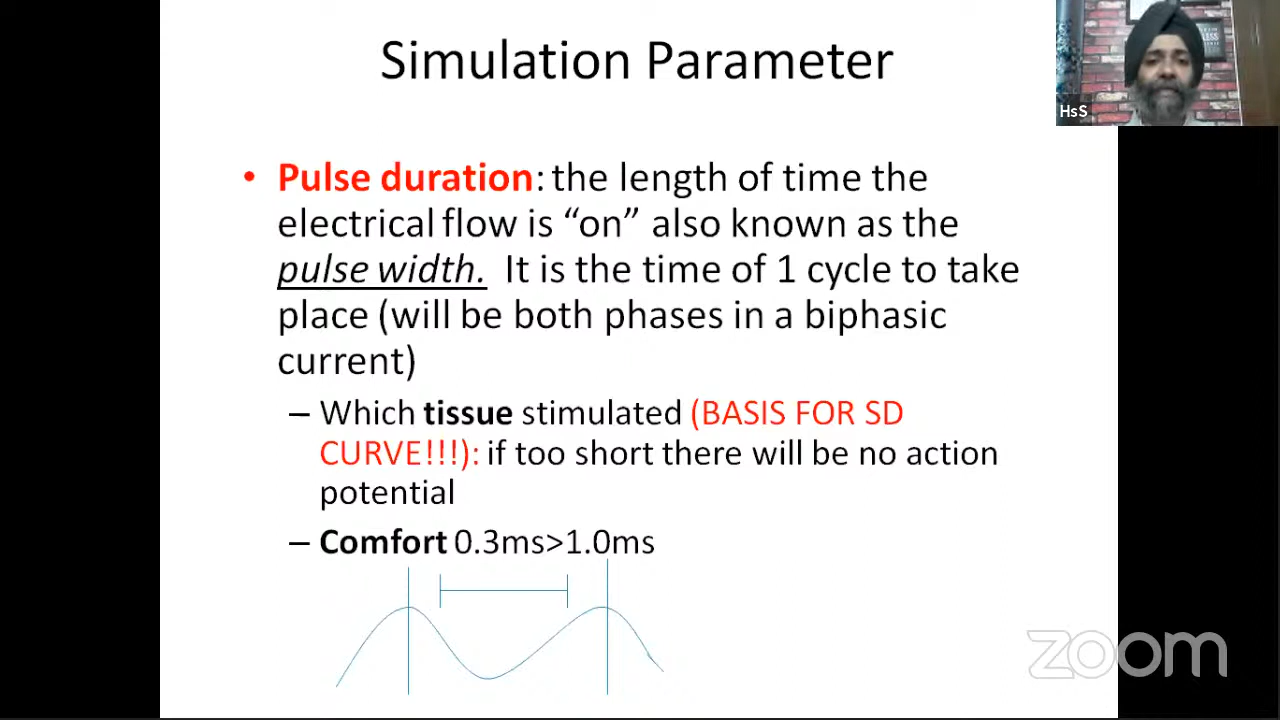 Simulation Parameter
HsS
• Pulse duration: the length of time the
electrical flow is “on” also known as the
pulse width. It is the time of 1 cycle to take
place (will be both phases in a biphasic
current)
– Which tissue stimulated (BASIS FOR SD
CURVE!!!): if too short there will be no action
potential
– Comfort 0.3ms>1.0ms
zoom